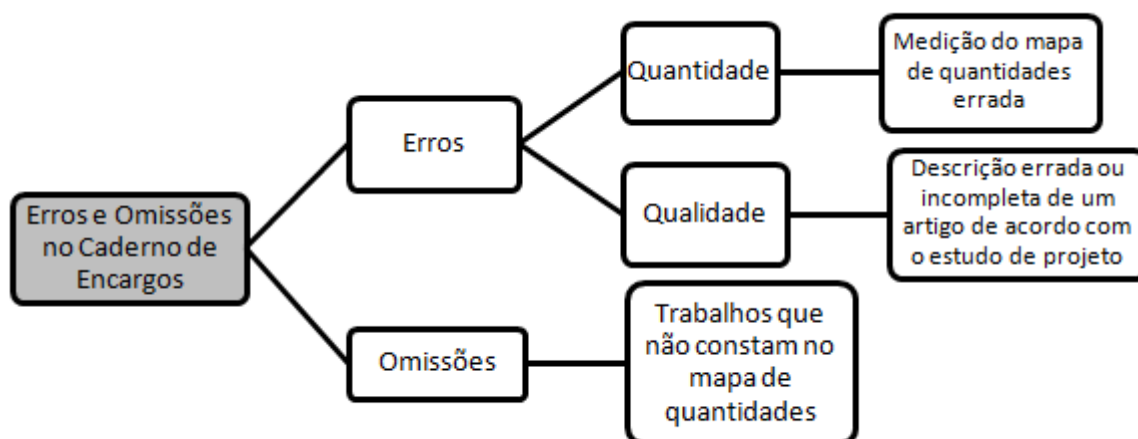 Erros e Omissões
no Caderno de
Encargos
Erros
Quantidade
Medição do mapa
de quantidades
errada
Qualidade
Descrição errada ou
incompleta de um
artigo de acordo com
o estudo de projeto
Omissões
Trabalhos que
não constam no
mapa de
quantidades